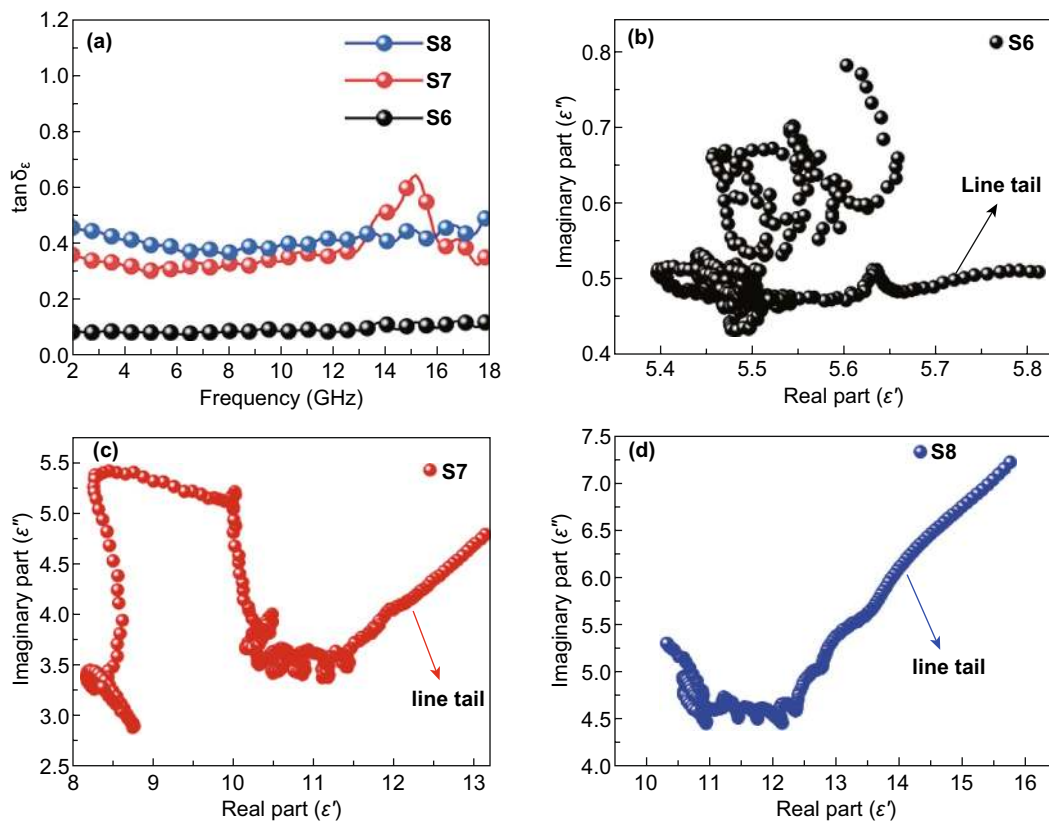 (a)
S8
S7
S6
1.2
1.0
0.8
0.6
0.4
0.2
0.0
tanδε
2 4 6 8 10 12 14 16 18
Frequency (GHz)
(b)
S6
Line tail
0.8
0.7
0.6
0.5
0.4
Imaginary part (ε″)
5.4 5.5 5.6 5.7 5.8
Real part (ε′)
(c)
S7
line tail
5.5
5.0
4.5
4.0
3.5
3.0
2.5
Imaginary part (ε″)
8 9 10 11 12 13
Real part (ε′)
(d)
S8
line tail
7.5
7.0
6.5
6.0
5.5
5.0
4.5
4.0
Imaginary part (ε″)
10 11 12 13 14 15 16
Real part (ε′)